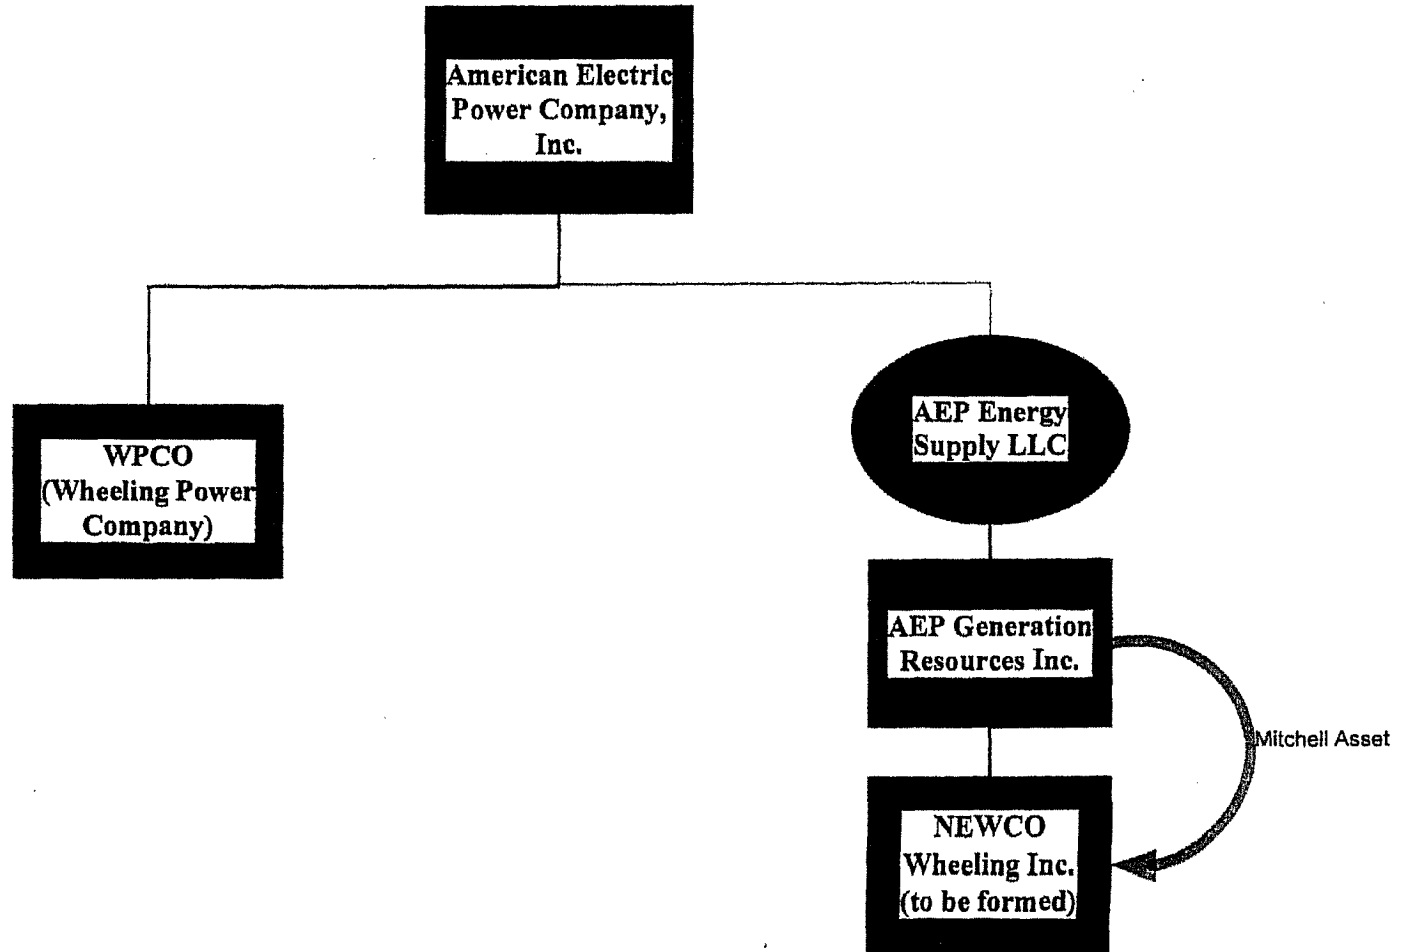 American Electric
Power Company,
Inc.
WPCO
(Wheeling Power
Company)
AEP Energy
Supply LLC
AEP Generation
Resources Inc.
Mitchell Asset
NEWCO
Wheeling Inc.
(to be formed)